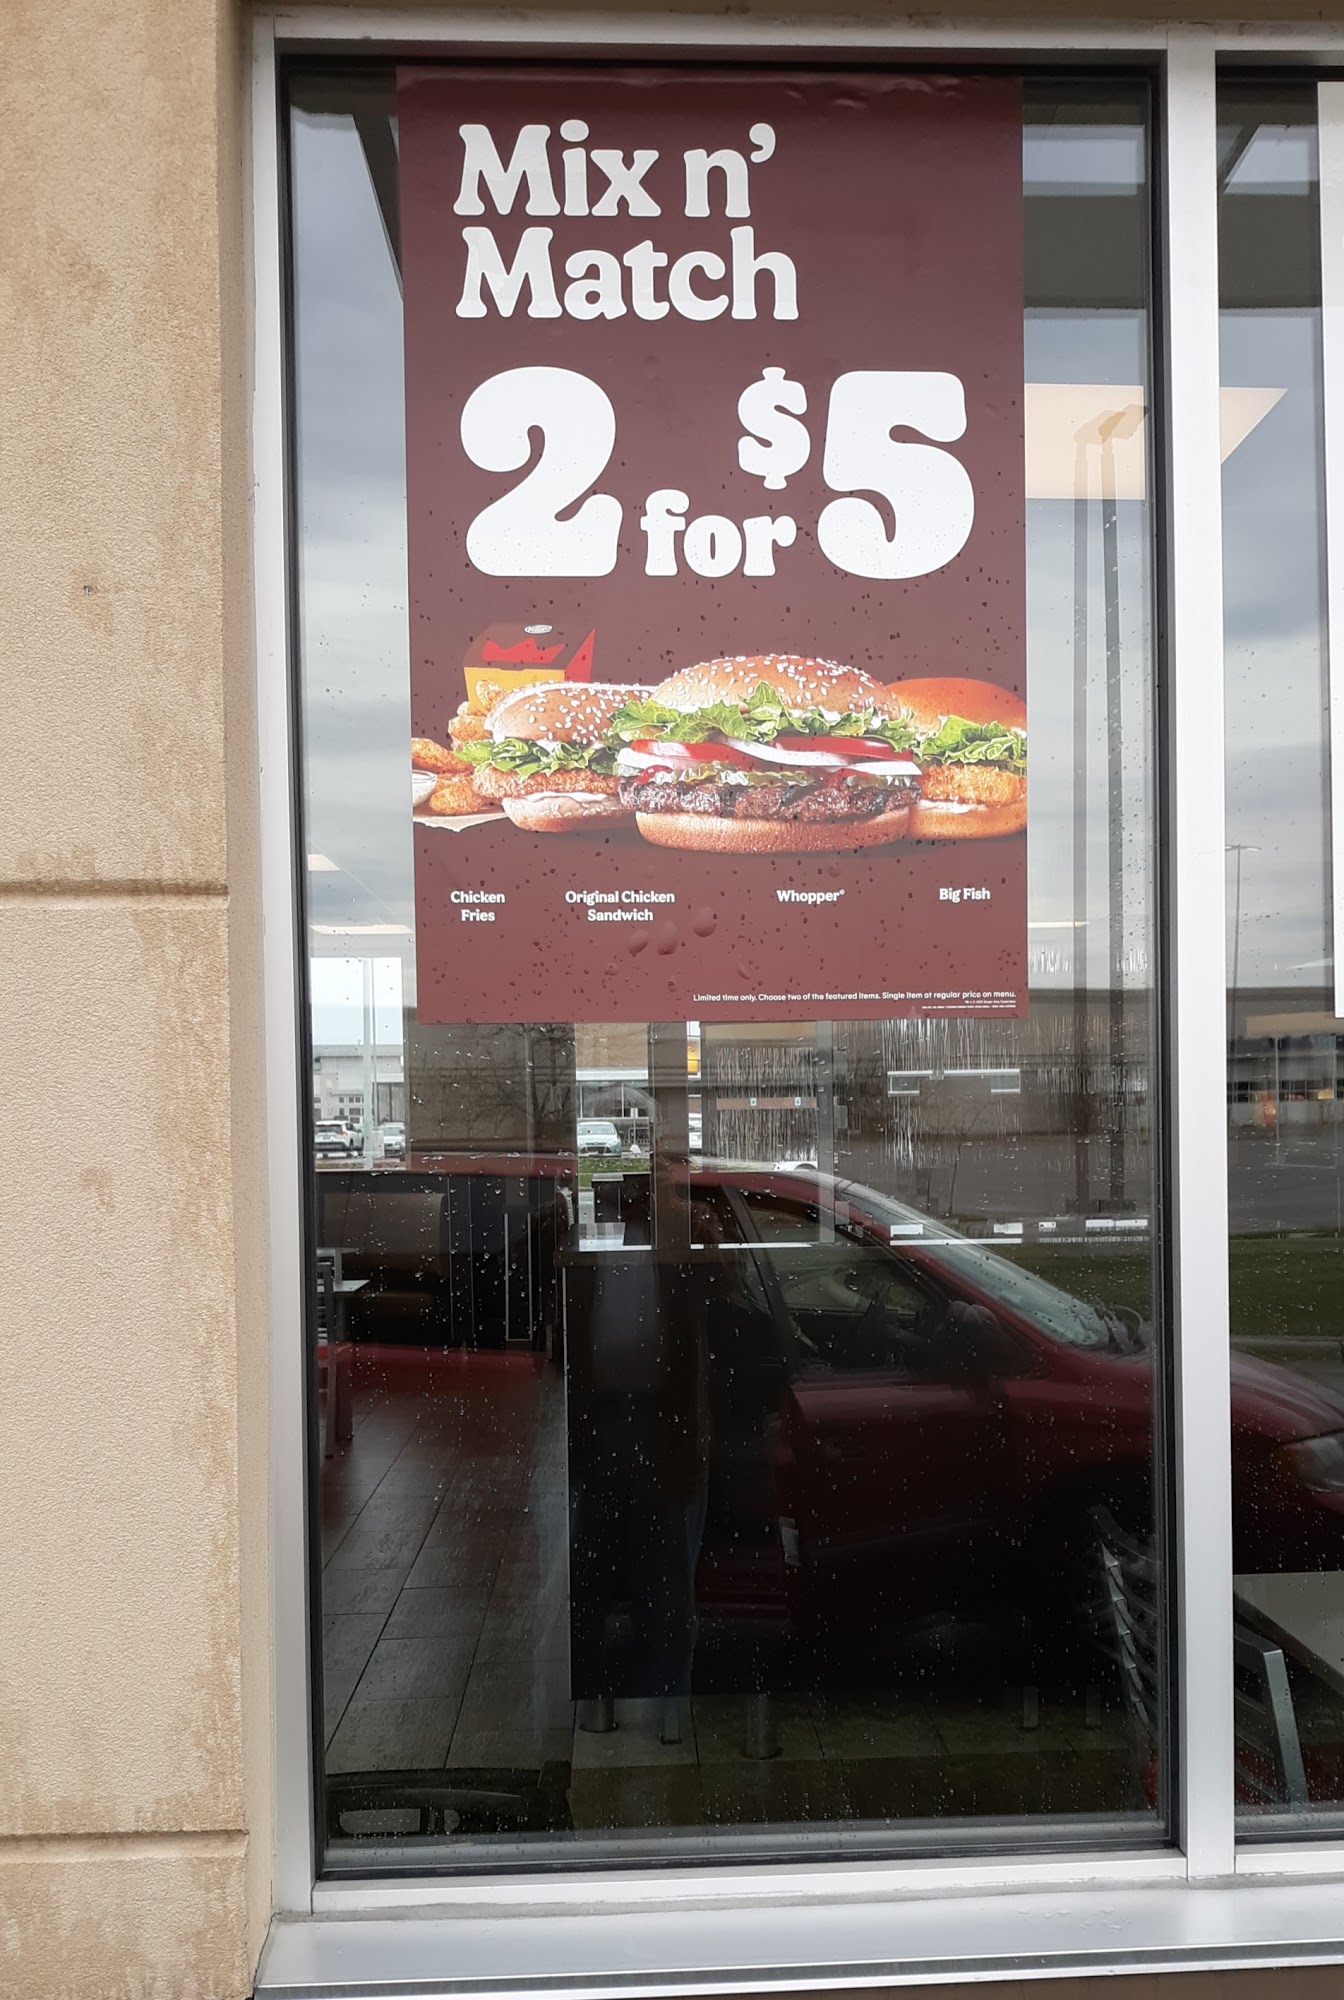 Mix n'
Match
2 for $5
Chicken
Fries
Original Chicken
Sandwich
Whopper®
Big Fish
Limited time only. Choose two of the featured items. Single item at regular price on menu.